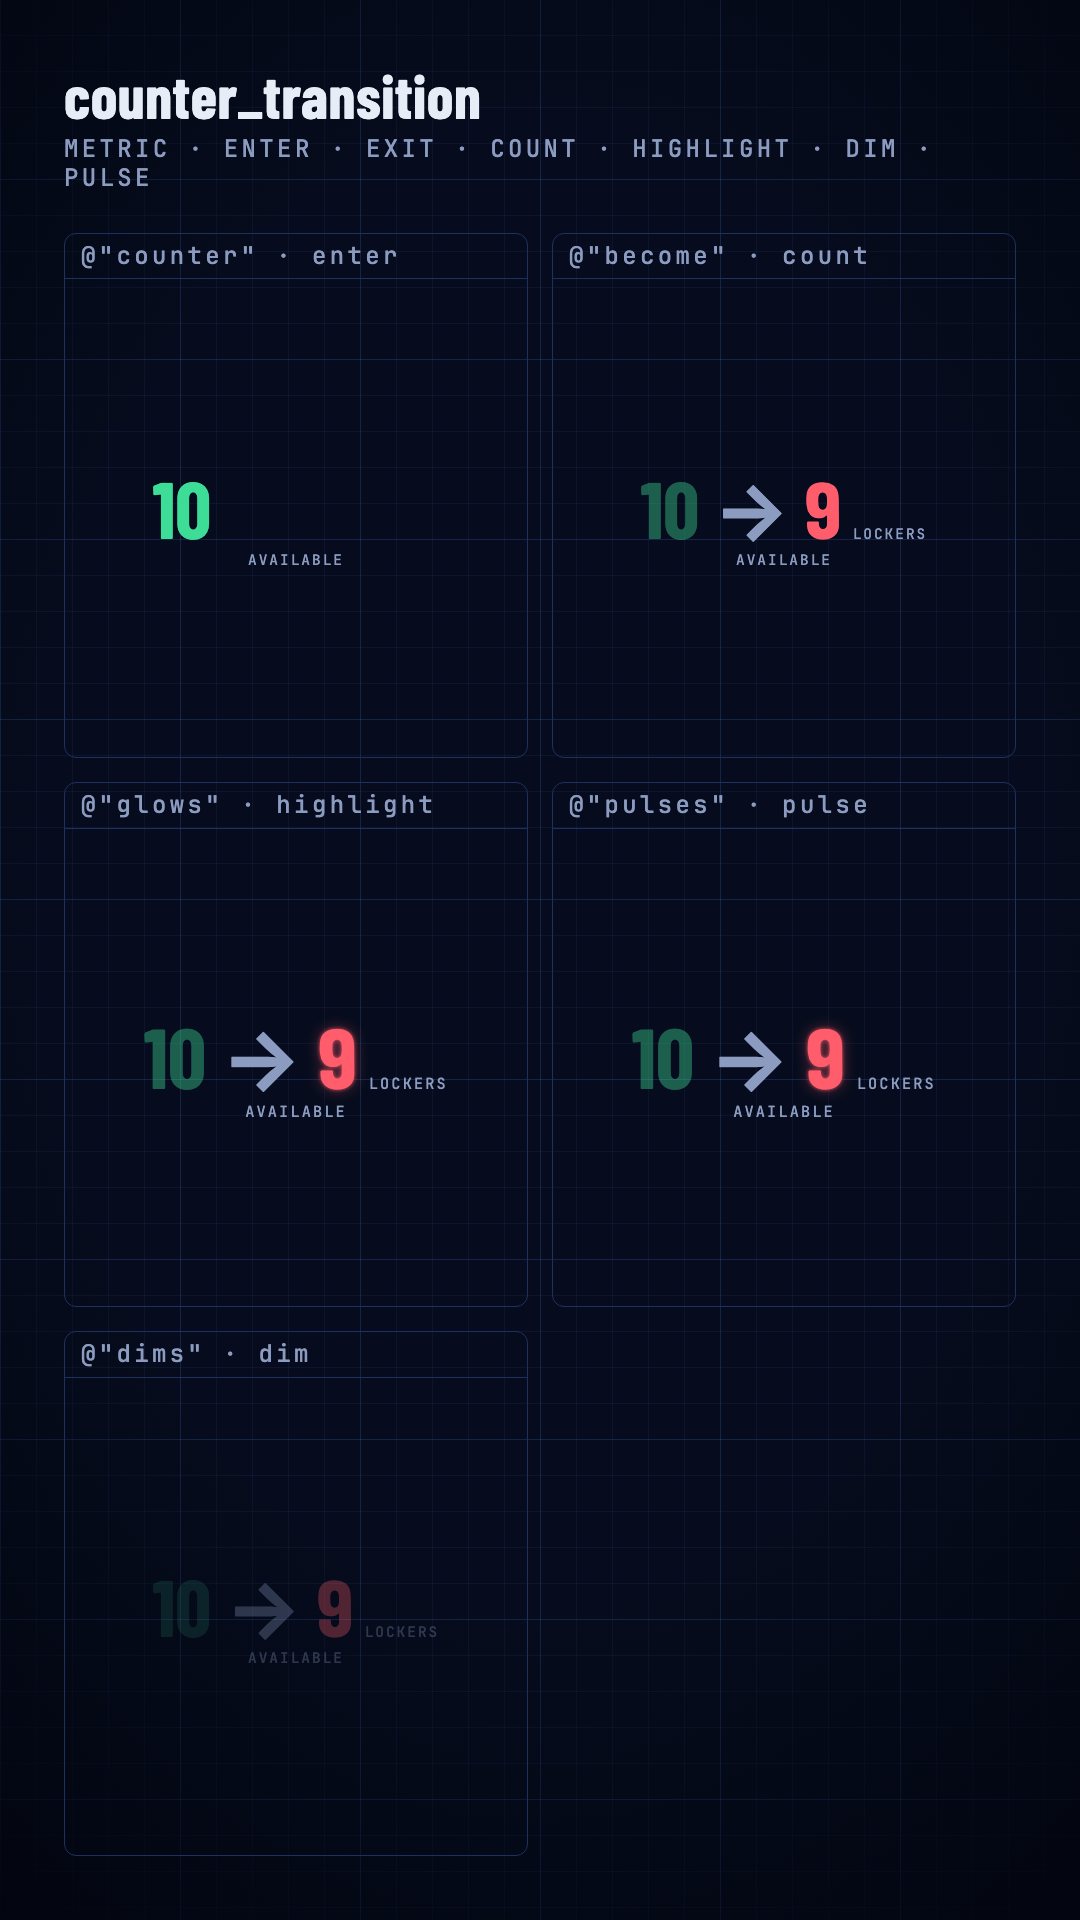 counter_transition
METRIC · ENTER · EXIT · COUNT · HIGHLIGHT · DIM ·
PULSE
@"counter" · enter
10
AVAILABLE
@"become" · count
10 → 9 LOCKERS
AVAILABLE
@"glows" · highlight
10 → 9 LOCKERS
AVAILABLE
@"pulses" · pulse
10 → 9 LOCKERS
AVAILABLE
@"dims" · dim
10 → 9 LOCKERS
AVAILABLE